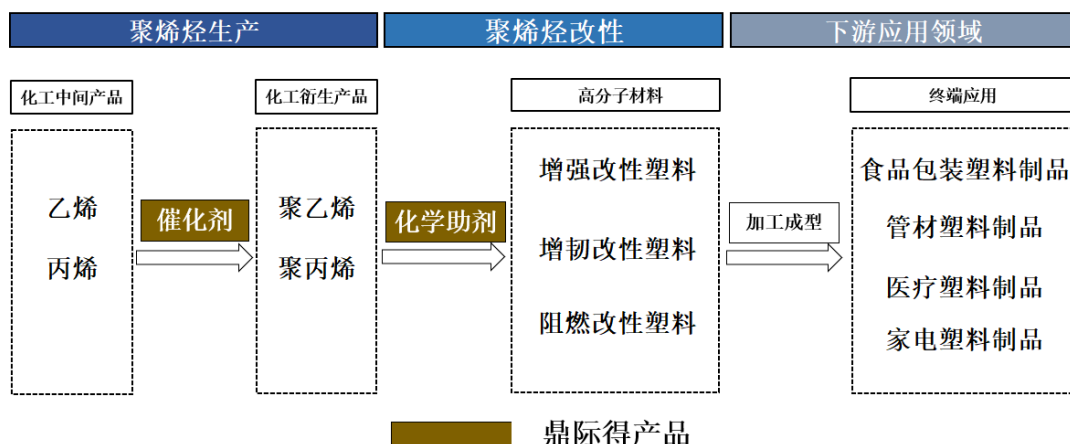 聚烯烃生产
聚烯烃改性
下游应用领域
化工中间产品
化工衍生产品
高分子材料
终端应用
乙烯
丙烯
催化剂
聚乙烯
聚丙烯
化学助剂
增强改性塑料
增韧改性塑料
阻燃改性塑料
加工成型
食品包装塑料制品
管材塑料制品
医疗塑料制品
家电塑料制品
鼎际得产品